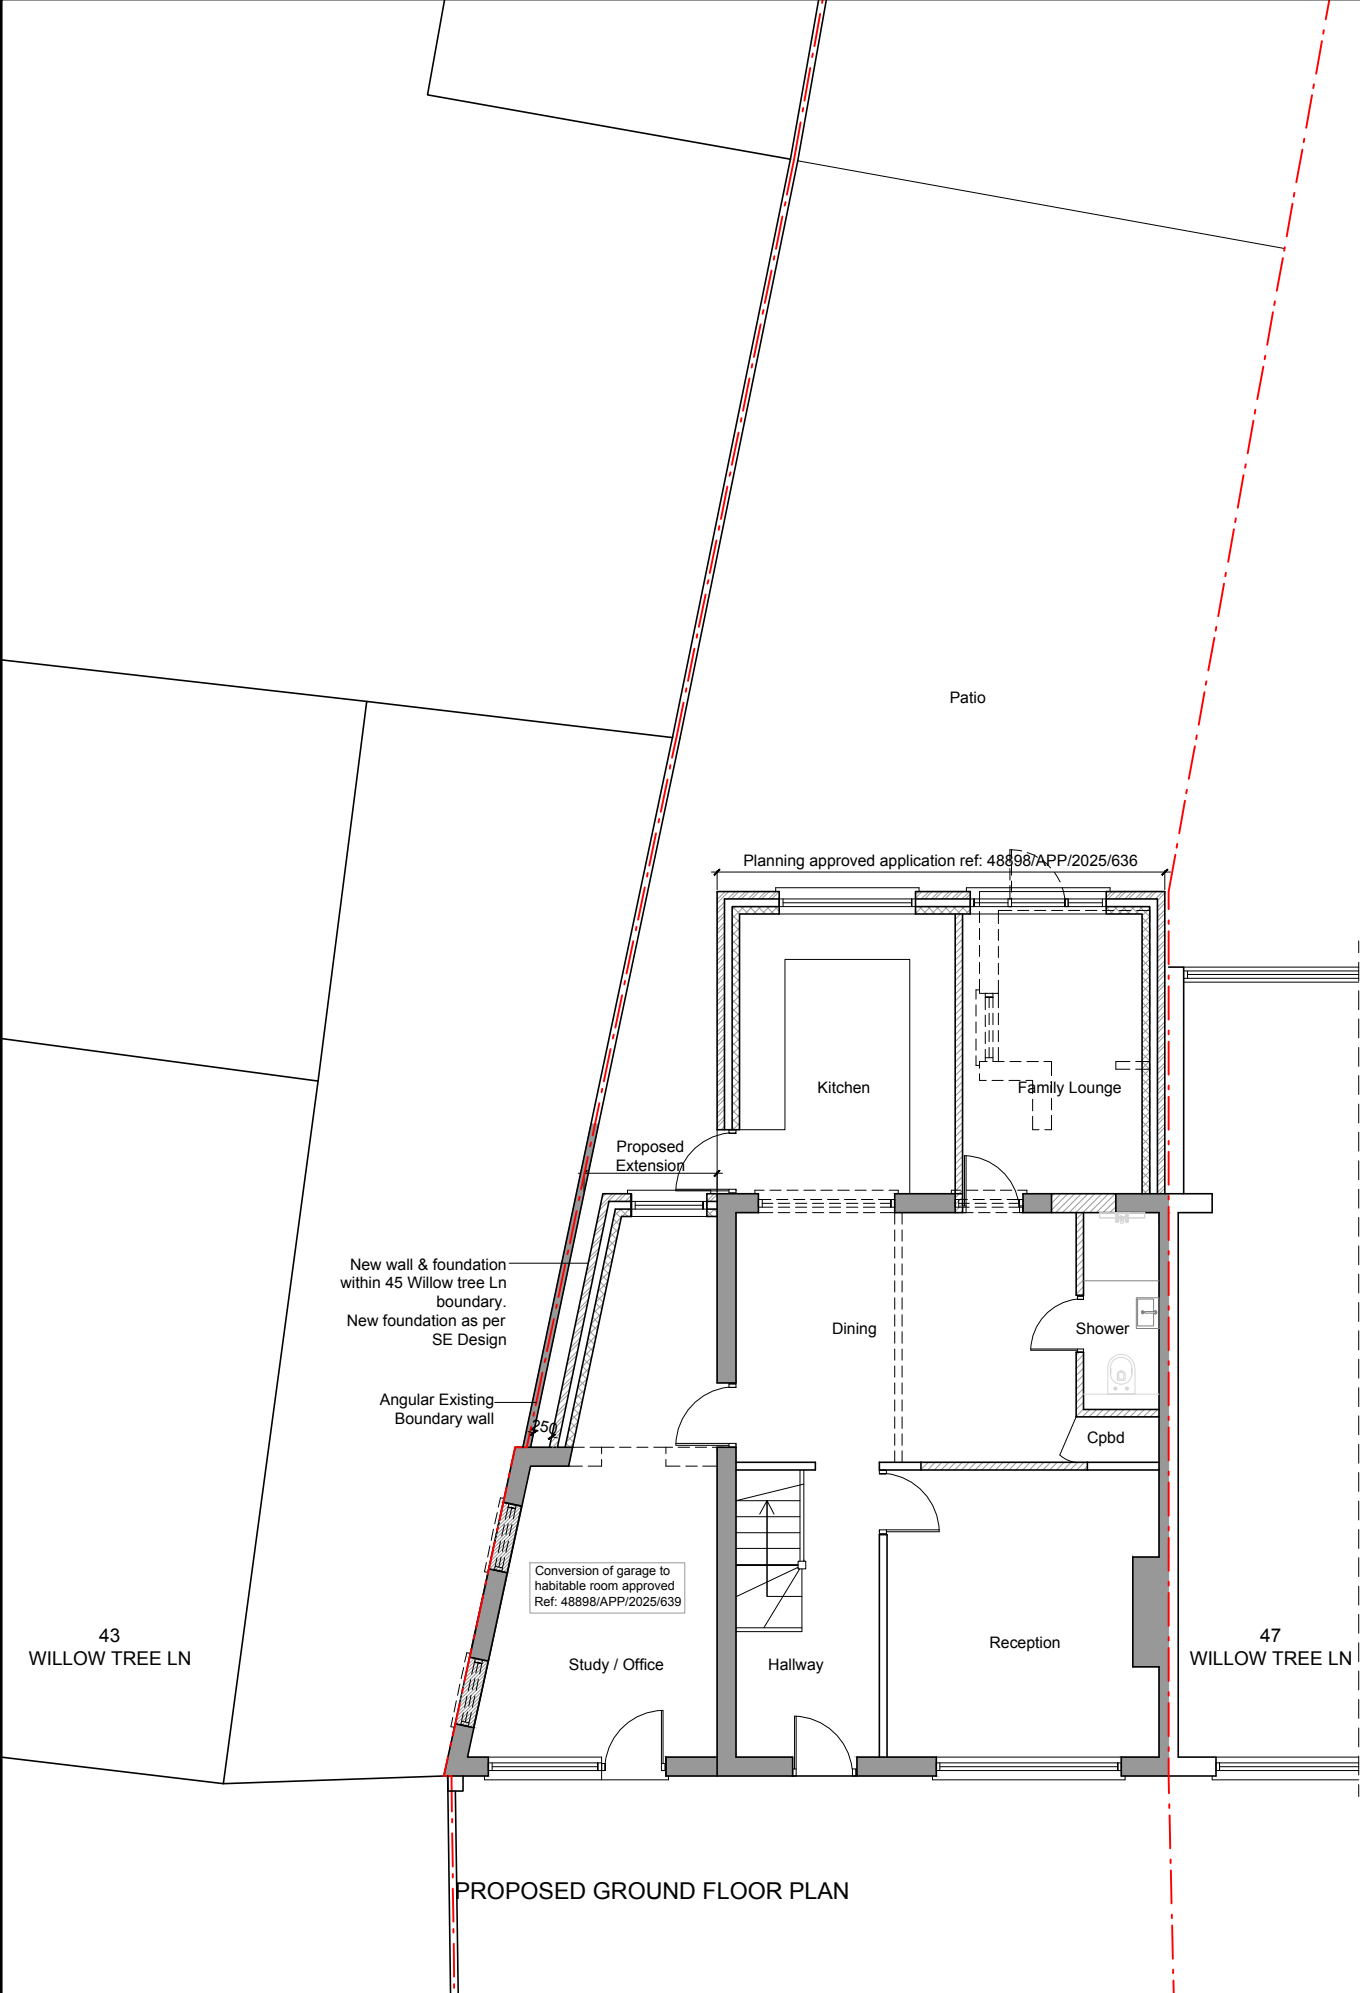 Patio
Planning approved application ref: 48898/APP/2025/636
Kitchen
Family Lounge
Proposed
Extension
New wall & foundation
within 45 Willow tree Ln
boundary.
New foundation as per
SE Design
Dining
Shower
Angular Existing
Boundary wall
250
Cpbd
Conversion of garage to
habitable room approved
Ref: 48898/APP/2025/639
43
WILLOW TREE LN
Study / Office
Hallway
Reception
47
WILLOW TREE LN
PROPOSED GROUND FLOOR PLAN